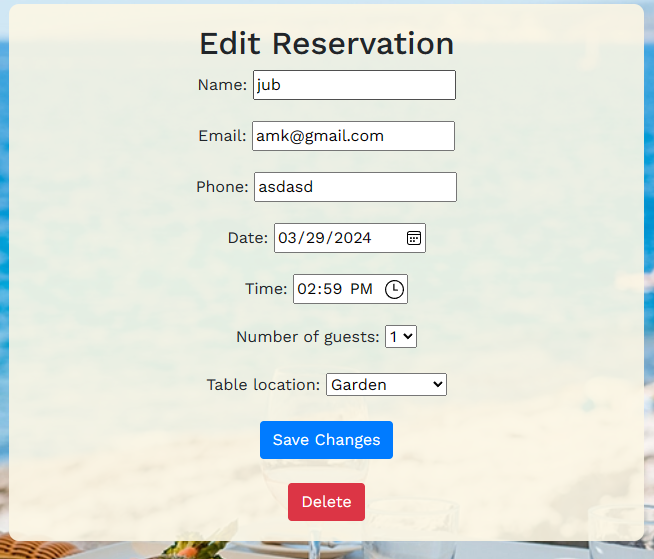 Edit Reservation
Name: jub
Email: amk@gmail.com
Phone: asdasd
Date: 03/29/2024
Time: 02:59 PM
Number of guests: 1
Table location: Garden
Save Changes
Delete